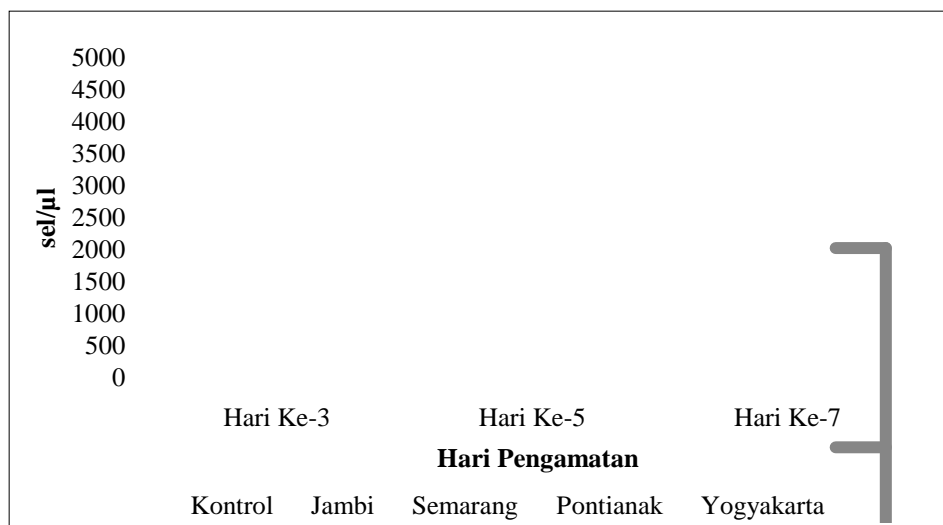 5000
4500
4000
3500
3000
2500
2000
1500
1000
500
0
sel/µl
Hari Ke-3 Hari Ke-5 Hari Ke-7
Hari Pengamatan
Kontrol Jambi Semarang Pontianak Yogyakarta